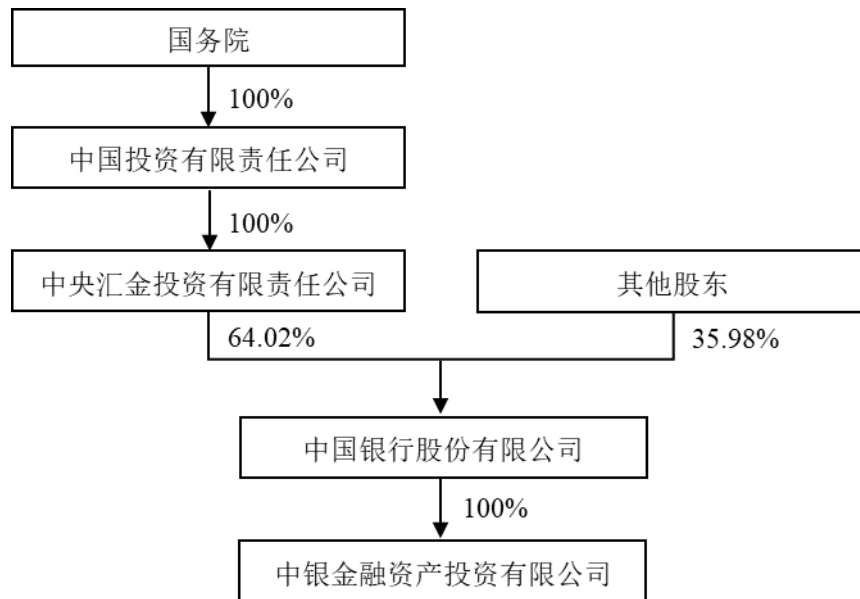 国务院
100%
中国投资有限责任公司
100%
中央汇金投资有限责任公司
其他股东
64.02%
35.98%
中国银行股份有限公司
100%
中银金融资产投资有限公司